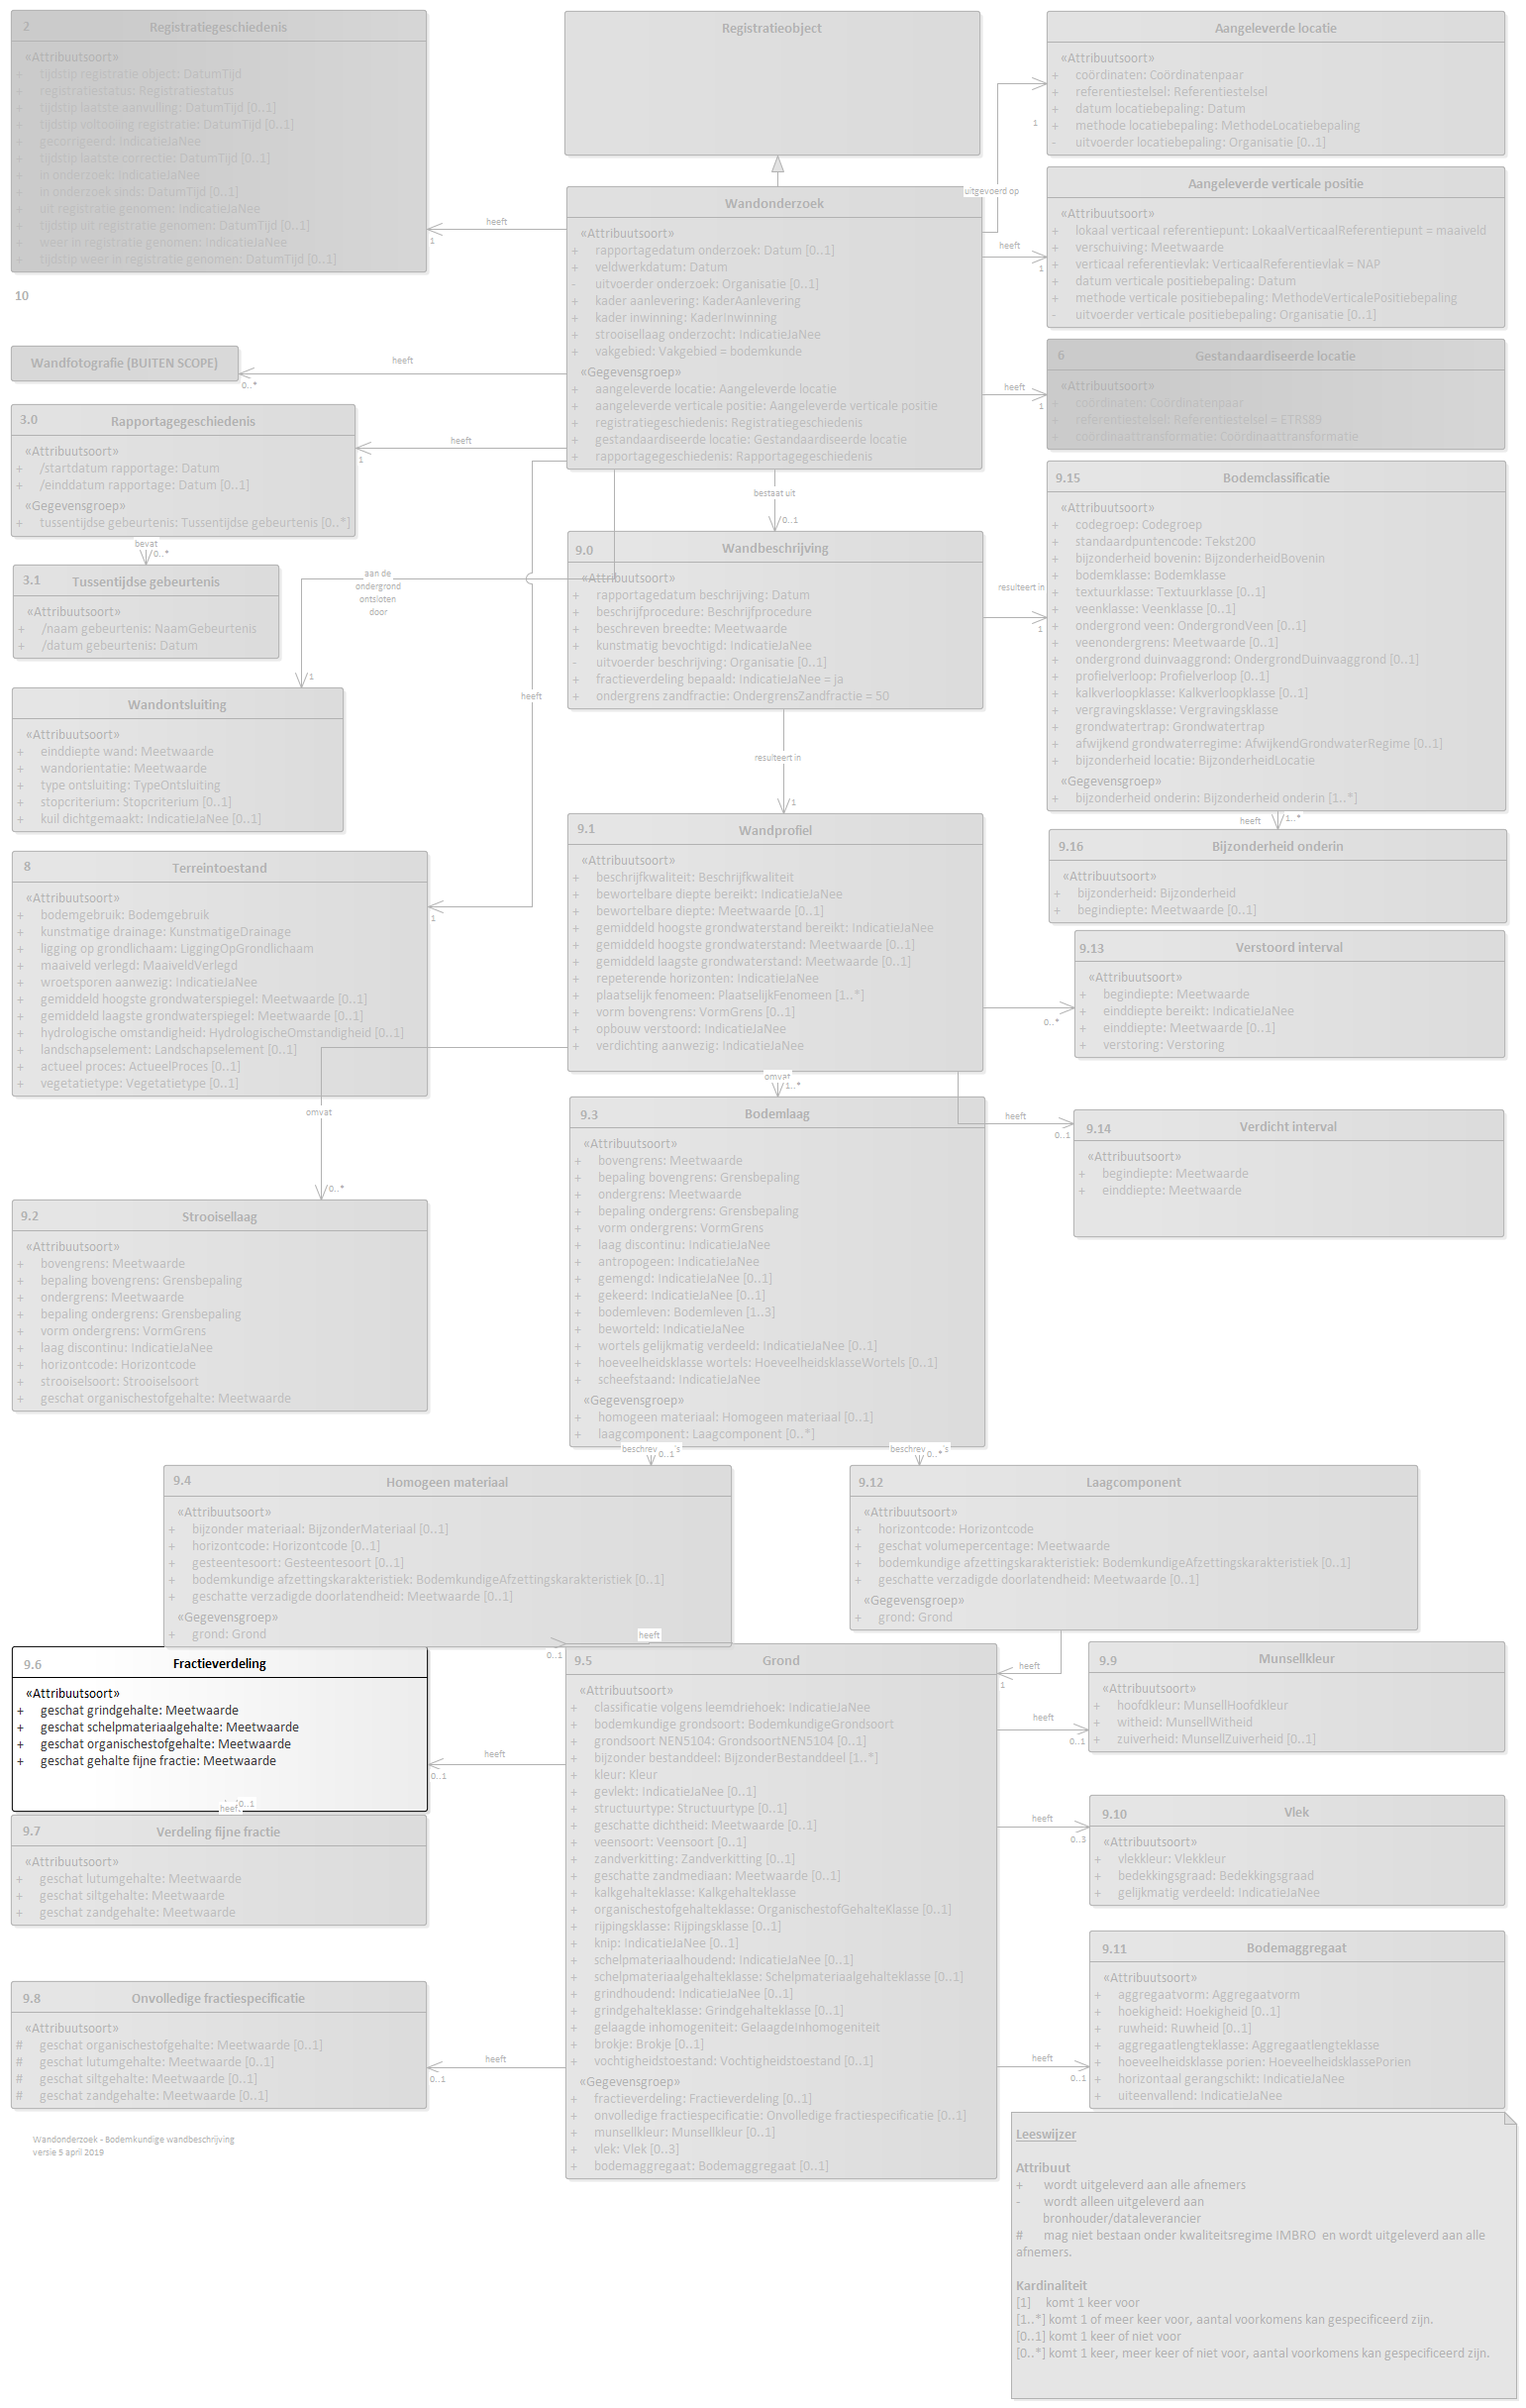 2 Registratiegeschiedenis
«Attribuutsoort»
+ tijdstip registratie object: DatumTijd
+ registratiestatus: Registratiestatus
+ tijdstip laatste aanvulling: DatumTijd [0..1]
+ tijdstip voltooiing registratie: DatumTijd [0..1]
+ gecorrigeerd: IndicatieJaNee
+ tijdstip laatste correctie: DatumTijd [0..1]
+ in onderzoek: IndicatieJaNee
+ in onderzoek sinds: DatumTijd [0..1]
+ uit registratie genomen: IndicatieJaNee
+ tijdstip uit registratie genomen: DatumTijd [0..1]
+ weer in registratie genomen: IndicatieJaNee
+ tijdstip weer in registratie genomen: DatumTijd [0..1]
Registratieobject
Aangeleverde locatie
«Attribuutsoort»
+ coördinaten: Coördinatenpaar
+ referentiestelsel: Referentiestelsel
+ datum locatiebepaling: Datum
+ methode locatiebepaling: MethodeLocatiebepaling
- uitvoerder locatiebepaling: Organisatie [0..1]
1
uitgevoerd op
Aangeleverde verticale positie
«Attribuutsoort»
+ lokaal verticaal referentiepunt: LokaalVerticaalReferentiepunt = maaiveld
+ verschuiving: Meetwaarde
+ verticaal referentievlak: VerticaalReferentievlak = NAP
+ datum verticale positiebepaling: Datum
+ methode verticale positiebepaling: MethodeVerticalePositiebepaling
- uitvoerder verticale positiebepaling: Organisatie [0..1]
heeft
1
Wandonderzoek
«Attribuutsoort»
+ rapportagedatum onderzoek: Datum [0..1]
+ veldwerkdatum: Datum
- uitvoerder onderzoek: Organisatie [0..1]
+ kader aanlevering: KaderAanlevering
+ kader inwinning: KaderInwinning
+ strooisellaag onderzocht: IndicatieJaNee
+ vakgebied: Vakgebied = bodemkunde
«Gegevensgroep»
+ aangeleverde locatie: Aangeleverde locatie
+ aangeleverde verticale positie: Aangeleverde verticale positie
+ registratiegeschiedenis: Registratiegeschiedenis
+ gestandaardiseerde locatie: Gestandaardiseerde locatie
+ rapportagegeschiedenis: Rapportagegeschiedenis
heeft
1
10
Wandfotografie (BUITEN SCOPE)
heeft
0..*
6 Gestandaardiseerde locatie
«Attribuutsoort»
+ coördinaten: Coördinatenpaar
+ referentiestelsel: Referentiestelsel = ETRS89
+ coördinaattransformatie: Coördinaattransformatie
heeft
1
3.0 Rapportagegeschiedenis
«Attribuutsoort»
+ /startdatum rapportage: Datum
+ /einddatum rapportage: Datum [0..1]
«Gegevensgroep»
+ tussentijdse gebeurtenis: Tussentijdse gebeurtenis [0..*]
heeft
1
bevat
0..*
3.1 Tussentijdse gebeurtenis
«Attribuutsoort»
+ /naam gebeurtenis: NaamGebeurtenis
+ /datum gebeurtenis: Datum
bestaat uit
0..1
9.0 Wandbeschrijving
«Attribuutsoort»
+ rapportagedatum beschrijving: Datum
+ beschrijfprocedure: Beschrijfprocedure
+ beschreven breedte: Meetwaarde
+ kunstmatig bevochtigd: IndicatieJaNee
- uitvoerder beschrijving: Organisatie [0..1]
+ fractieverdeling bepaald: IndicatieJaNee = ja
+ ondergrens zandfractie: OndergrensZandfractie = 50
aan de
ondergrond
ontsloten
door
1
heeft
resulteert in
1
9.15 Bodemclassificatie
«Attribuutsoort»
+ codegroep: Codegroep
+ standaardpuntencode: Tekst200
+ bijzonderheid bovenin: BijzonderheidBovenin
+ bodemklasse: Bodemklasse
+ textuurklasse: Textuurklasse [0..1]
+ veenklasse: Veenklasse [0..1]
+ ondergrond veen: OndergrondVeen [0..1]
+ veenondergrens: Meetwaarde [0..1]
+ ondergrond duinvaaggrond: OndergrondDuinvaaggrond [0..1]
+ profielverloop: Profielverloop [0..1]
+ kalkverloopklasse: Kalkverloopklasse [0..1]
+ vergravingsklasse: Vergravingsklasse
+ grondwatertrap: Grondwatertrap
+ afwijkend grondwaterregime: AfwijkendGrondwaterRegime [0..1]
+ bijzonderheid locatie: BijzonderheidLocatie
«Gegevensgroep»
+ bijzonderheid onderin: Bijzonderheid onderin [1..*]
heeft
1..*
9.16 Bijzonderheid onderin
«Attribuutsoort»
+ bijzonderheid: Bijzonderheid
+ begindiepte: Meetwaarde [0..1]
Wandontsluiting
«Attribuutsoort»
+ einddiepte wand: Meetwaarde
+ wandorientatie: Meetwaarde
+ type ontsluiting: TypeOntsluiting
+ stopcriterium: Stopcriterium [0..1]
+ kuil dichtgemaakt: IndicatieJaNee [0..1]
resulteert in
1
9.1 Wandprofiel
«Attribuutsoort»
+ beschrijfkwaliteit: Beschrijfkwaliteit
+ bewortelbare diepte bereikt: IndicatieJaNee
+ bewortelbare diepte: Meetwaarde [0..1]
+ gemiddeld hoogste grondwaterstand bereikt: IndicatieJaNee
+ gemiddeld hoogste grondwaterstand: Meetwaarde [0..1]
+ gemiddeld laagste grondwaterstand: Meetwaarde [0..1]
+ repeterende horizonten: IndicatieJaNee
+ plaatselijk fenomeen: PlaatselijkFenomeen [1..*]
+ vorm bovengrens: VormGrens [0..1]
+ opbouw verstoord: IndicatieJaNee
+ verdichting aanwezig: IndicatieJaNee
8 Terreintoestand
«Attribuutsoort»
+ bodemgebruik: Bodemgebruik
+ kunstmatige drainage: KunstmatigeDrainage
+ ligging op grondlichaam: LiggingOpGrondlichaam
+ maaiveld verlegd: MaaiveldVerlegd
+ wroetsporen aanwezig: IndicatieJaNee
+ gemiddeld hoogste grondwaterspiegel: Meetwaarde [0..1]
+ gemiddeld laagste grondwaterspiegel: Meetwaarde [0..1]
+ hydrologische omstandigheid: HydrologischeOmstandigheid [0..1]
+ landschapselement: Landschapselement [0..1]
+ actueel proces: ActueelProces [0..1]
+ vegetatietype: Vegetatietype [0..1]
1
9.13 Verstoord interval
«Attribuutsoort»
+ begindiepte: Meetwaarde
+ einddiepte bereikt: IndicatieJaNee
+ einddiepte: Meetwaarde [0..1]
+ verstoring: Verstoring
0..*
omvat
0..*
omvat
1..*
9.3 Bodemlaag
«Attribuutsoort»
+ bovengrens: Meetwaarde
+ bepaling bovengrens: Grensbepaling
+ ondergrens: Meetwaarde
+ bepaling ondergrens: Grensbepaling
+ vorm ondergrens: VormGrens
+ laag discontinu: IndicatieJaNee
+ antropogeen: IndicatieJaNee
+ gemengd: IndicatieJaNee [0..1]
+ gekeerd: IndicatieJaNee [0..1]
+ bodemleven: Bodemleven [1..3]
+ beworteld: IndicatieJaNee
+ wortels gelijkmatig verdeeld: IndicatieJaNee [0..1]
+ hoeveelheidsklasse wortels: HoeveelheidsklasseWortels [0..1]
+ scheefstaand: IndicatieJaNee
«Gegevensgroep»
+ homogeen materiaal: Homogeen materiaal [0..1]
+ laagcomponent: Laagcomponent [0..*]
heeft
0..1
9.14 Verdicht interval
«Attribuutsoort»
+ begindiepte: Meetwaarde
+ einddiepte: Meetwaarde
9.2 Strooisellaag
«Attribuutsoort»
+ bovengrens: Meetwaarde
+ bepaling bovengrens: Grensbepaling
+ ondergrens: Meetwaarde
+ bepaling ondergrens: Grensbepaling
+ vorm ondergrens: VormGrens
+ laag discontinu: IndicatieJaNee
+ horizontcode: Horizontcode
+ strooiselsoort: Strooiselsoort
+ geschat organischestofgehalte: Meetwaarde
0..1
0..*
9.4 Homogeen materiaal
«Attribuutsoort»
+ bijzonder materiaal: BijzonderMateriaal [0..1]
+ horizontcode: Horizontcode [0..1]
+ gesteentesoort: Gesteentesoort [0..1]
+ bodemkundige afzettingskarakteristiek: BodemkundigeAfzettingskarakteristiek [0..1]
+ geschatte verzadigde doorlatendheid: Meetwaarde [0..1]
«Gegevensgroep»
+ grond: Grond
9.12 Laagcomponent
«Attribuutsoort»
+ horizontcode: Horizontcode
+ geschat volumepercentage: Meetwaarde
+ bodemkundige afzettingskarakteristiek: BodemkundigeAfzettingskarakteristiek [0..1]
+ geschatte verzadigde doorlatendheid: Meetwaarde [0..1]
«Gegevensgroep»
+ grond: Grond
heeft
0..1
heeft
1
9.6 Fractieverdeling
«Attribuutsoort»
+ geschat grindgehalte: Meetwaarde
+ geschat schelpmateriaalgehalte: Meetwaarde
+ geschat organischestofgehalte: Meetwaarde
+ geschat gehalte fijne fractie: Meetwaarde
heeft
0..1
0..1
heeft
9.5 Grond
«Attribuutsoort»
+ classificatie volgens leemdriehoek: IndicatieJaNee
+ bodemkundige grondsoort: BodemkundigeGrondsoort
+ grondsoort NEN5104: GrondsoortNEN5104 [0..1]
+ bijzonder bestanddeel: BijzonderBestanddeel [1..*]
+ kleur: Kleur
+ gevlekt: IndicatieJaNee [0..1]
+ structuurtype: Structuurtype [0..1]
+ geschatte dichtheid: Meetwaarde [0..1]
+ veensoort: Veensoort [0..1]
+ zandverkitting: Zandverkitting [0..1]
+ geschatte zandmediaan: Meetwaarde [0..1]
+ kalkgehalteklasse: Kalkgehalteklasse
+ organischestofgehalteklasse: OrganischestofGehalteKlasse [0..1]
+ rijpingsklasse: Rijpingsklasse [0..1]
+ knip: IndicatieJaNee [0..1]
+ schelpmateriaalhoudend: IndicatieJaNee [0..1]
+ schelpmateriaalgehalteklasse: Schelpmateriaalgehalteklasse [0..1]
+ grindhoudend: IndicatieJaNee [0..1]
+ grindgehalteklasse: Grindgehalteklasse [0..1]
+ gelaagde inhomogeniteit: GelaagdeInhomogeniteit
+ brokje: Brokje [0..1]
+ vochtigheidstoestand: Vochtigheidstoestand [0..1]
«Gegevensgroep»
+ fractieverdeling: Fractieverdeling [0..1]
+ onvolledige fractiespecificatie: Onvolledige fractiespecificatie [0..1]
+ munsellkleur: Munsellkleur [0..1]
+ vlek: Vlek [0..3]
+ bodemaggregaat: Bodemaggregaat [0..1]
9.9 Munsellkleur
«Attribuutsoort»
+ hoofdkleur: MunsellHoofdkleur
+ witheid: MunsellWitheid
+ zuiverheid: MunsellZuiverheid [0..1]
heeft
0..1
9.10 Vlek
«Attribuutsoort»
+ vlekkleur: Vlekkleur
+ bedekkingsgraad: Bedekkingsgraad
+ gelijkmatig verdeeld: IndicatieJaNee
heeft
0..3
9.7 Verdeling fijne fractie
«Attribuutsoort»
+ geschat lutumgehalte: Meetwaarde
+ geschat siltgehalte: Meetwaarde
+ geschat zandgehalte: Meetwaarde
9.11 Bodemaggregaat
«Attribuutsoort»
+ aggregaatvorm: Aggregaatvorm
+ hoekigheid: Hoekigheid [0..1]
+ ruwheid: Ruwheid [0..1]
+ aggregaatlengteklasse: Aggregaatlengteklasse
+ hoeveelheidsklasse porien: HoeveelheidsklassePorien
+ horizontaal gerangschikt: IndicatieJaNee
+ uiteenvallend: IndicatieJaNee
heeft
0..1
9.8 Onvolledige fractiespecificatie
«Attribuutsoort»
# geschat organischestofgehalte: Meetwaarde [0..1]
# geschat lutumgehalte: Meetwaarde [0..1]
# geschat siltgehalte: Meetwaarde [0..1]
# geschat zandgehalte: Meetwaarde [0..1]
heeft
0..1
Wandonderzoek - Bodemkundige wandbeschrijving
versie 5 april 2019
Leeswijzer
Attribuut
+ wordt uitgeleverd aan alle afnemers
- wordt alleen uitgeleverd aan
bronhouder/dataleverancier
# mag niet bestaan onder kwaliteitsregime IMBRO en wordt uitgeleverd aan alle
afnemers.
Kardinaliteit
[1] komt 1 keer voor
[1..*] komt 1 of meer keer voor, aantal voorkomens kan gespecificeerd zijn.
[0..1] komt 1 keer of niet voor
[0..*] komt 1 keer, meer keer of niet voor, aantal voorkomens kan gespecificeerd zijn.